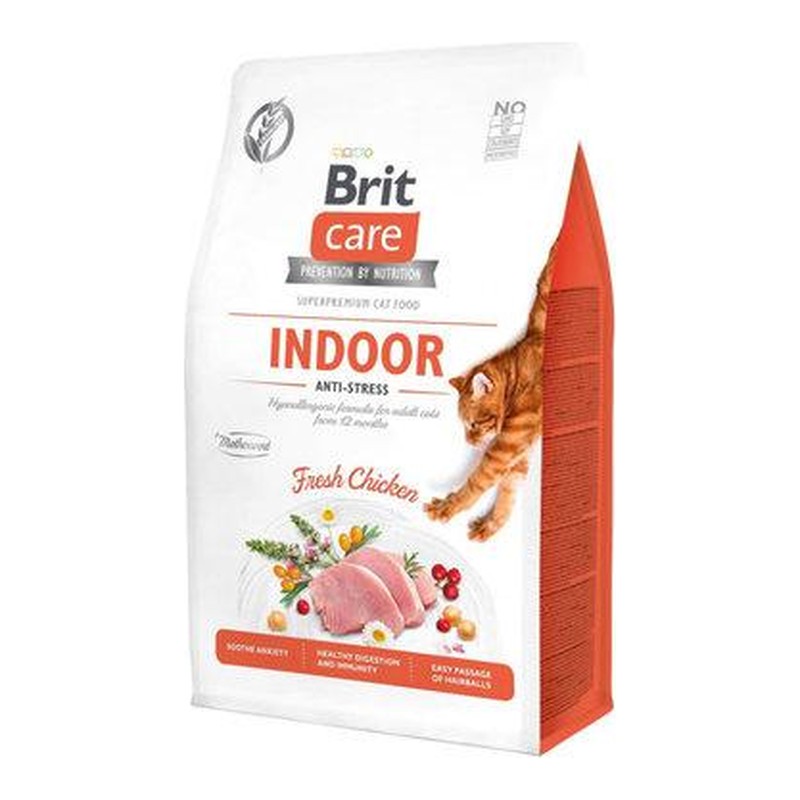 NO
Brit
care
PREVENTION BY NUTRITION
SUPERPREMIUM CAT FOOD
INDOOR
ANTI-STRESS
Hypoallergenic formula for adult cats
from 12 months
Motherwort
Fresh Chicken
SOOTHE ANXIETY
HEALTHY DIGESTION
AND IMMUNITY
EASY PASSAGE
OF HAIRBALLS